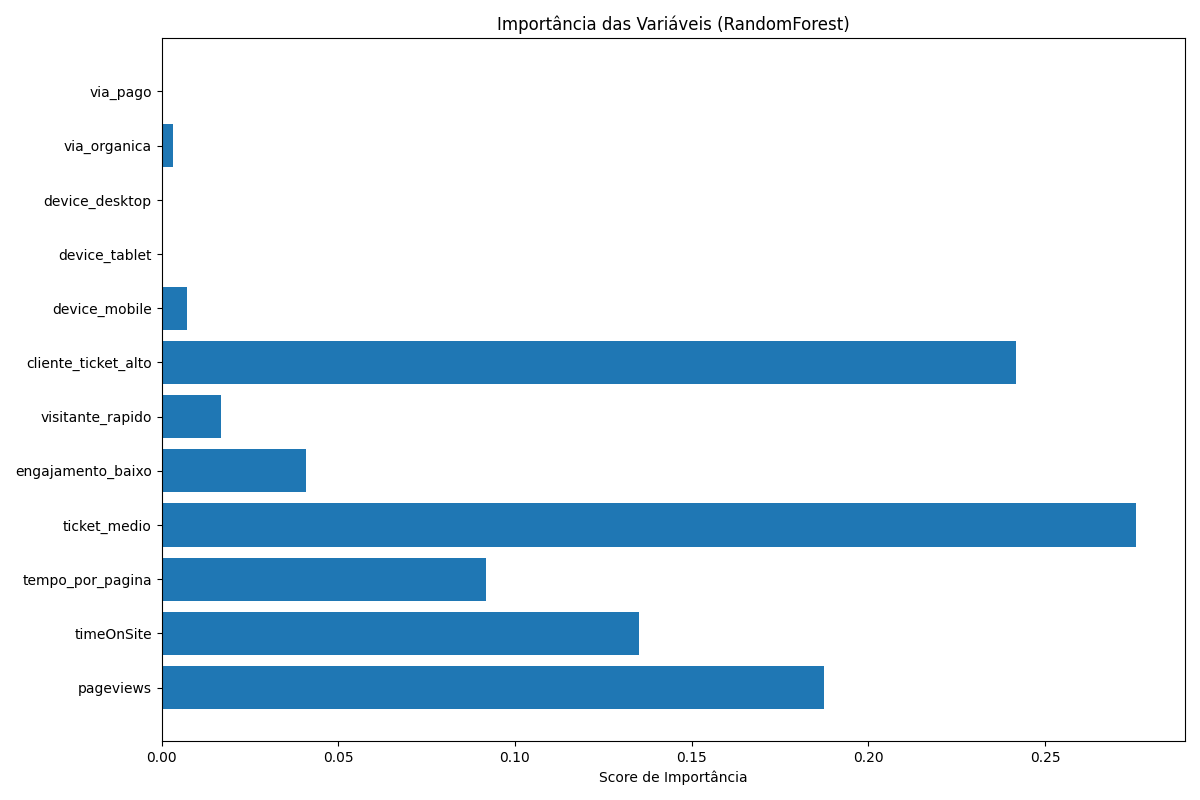 Importância das Variáveis (RandomForest)
via_pago
via_organica
device_desktop
device_tablet
device_mobile
cliente_ticket_alto
visitante_rapido
engajamento_baixo
ticket_medio
tempo_por_pagina
timeOnSite
pageviews
0.00 0.05 0.10 0.15 0.20 0.25
Score de Importância